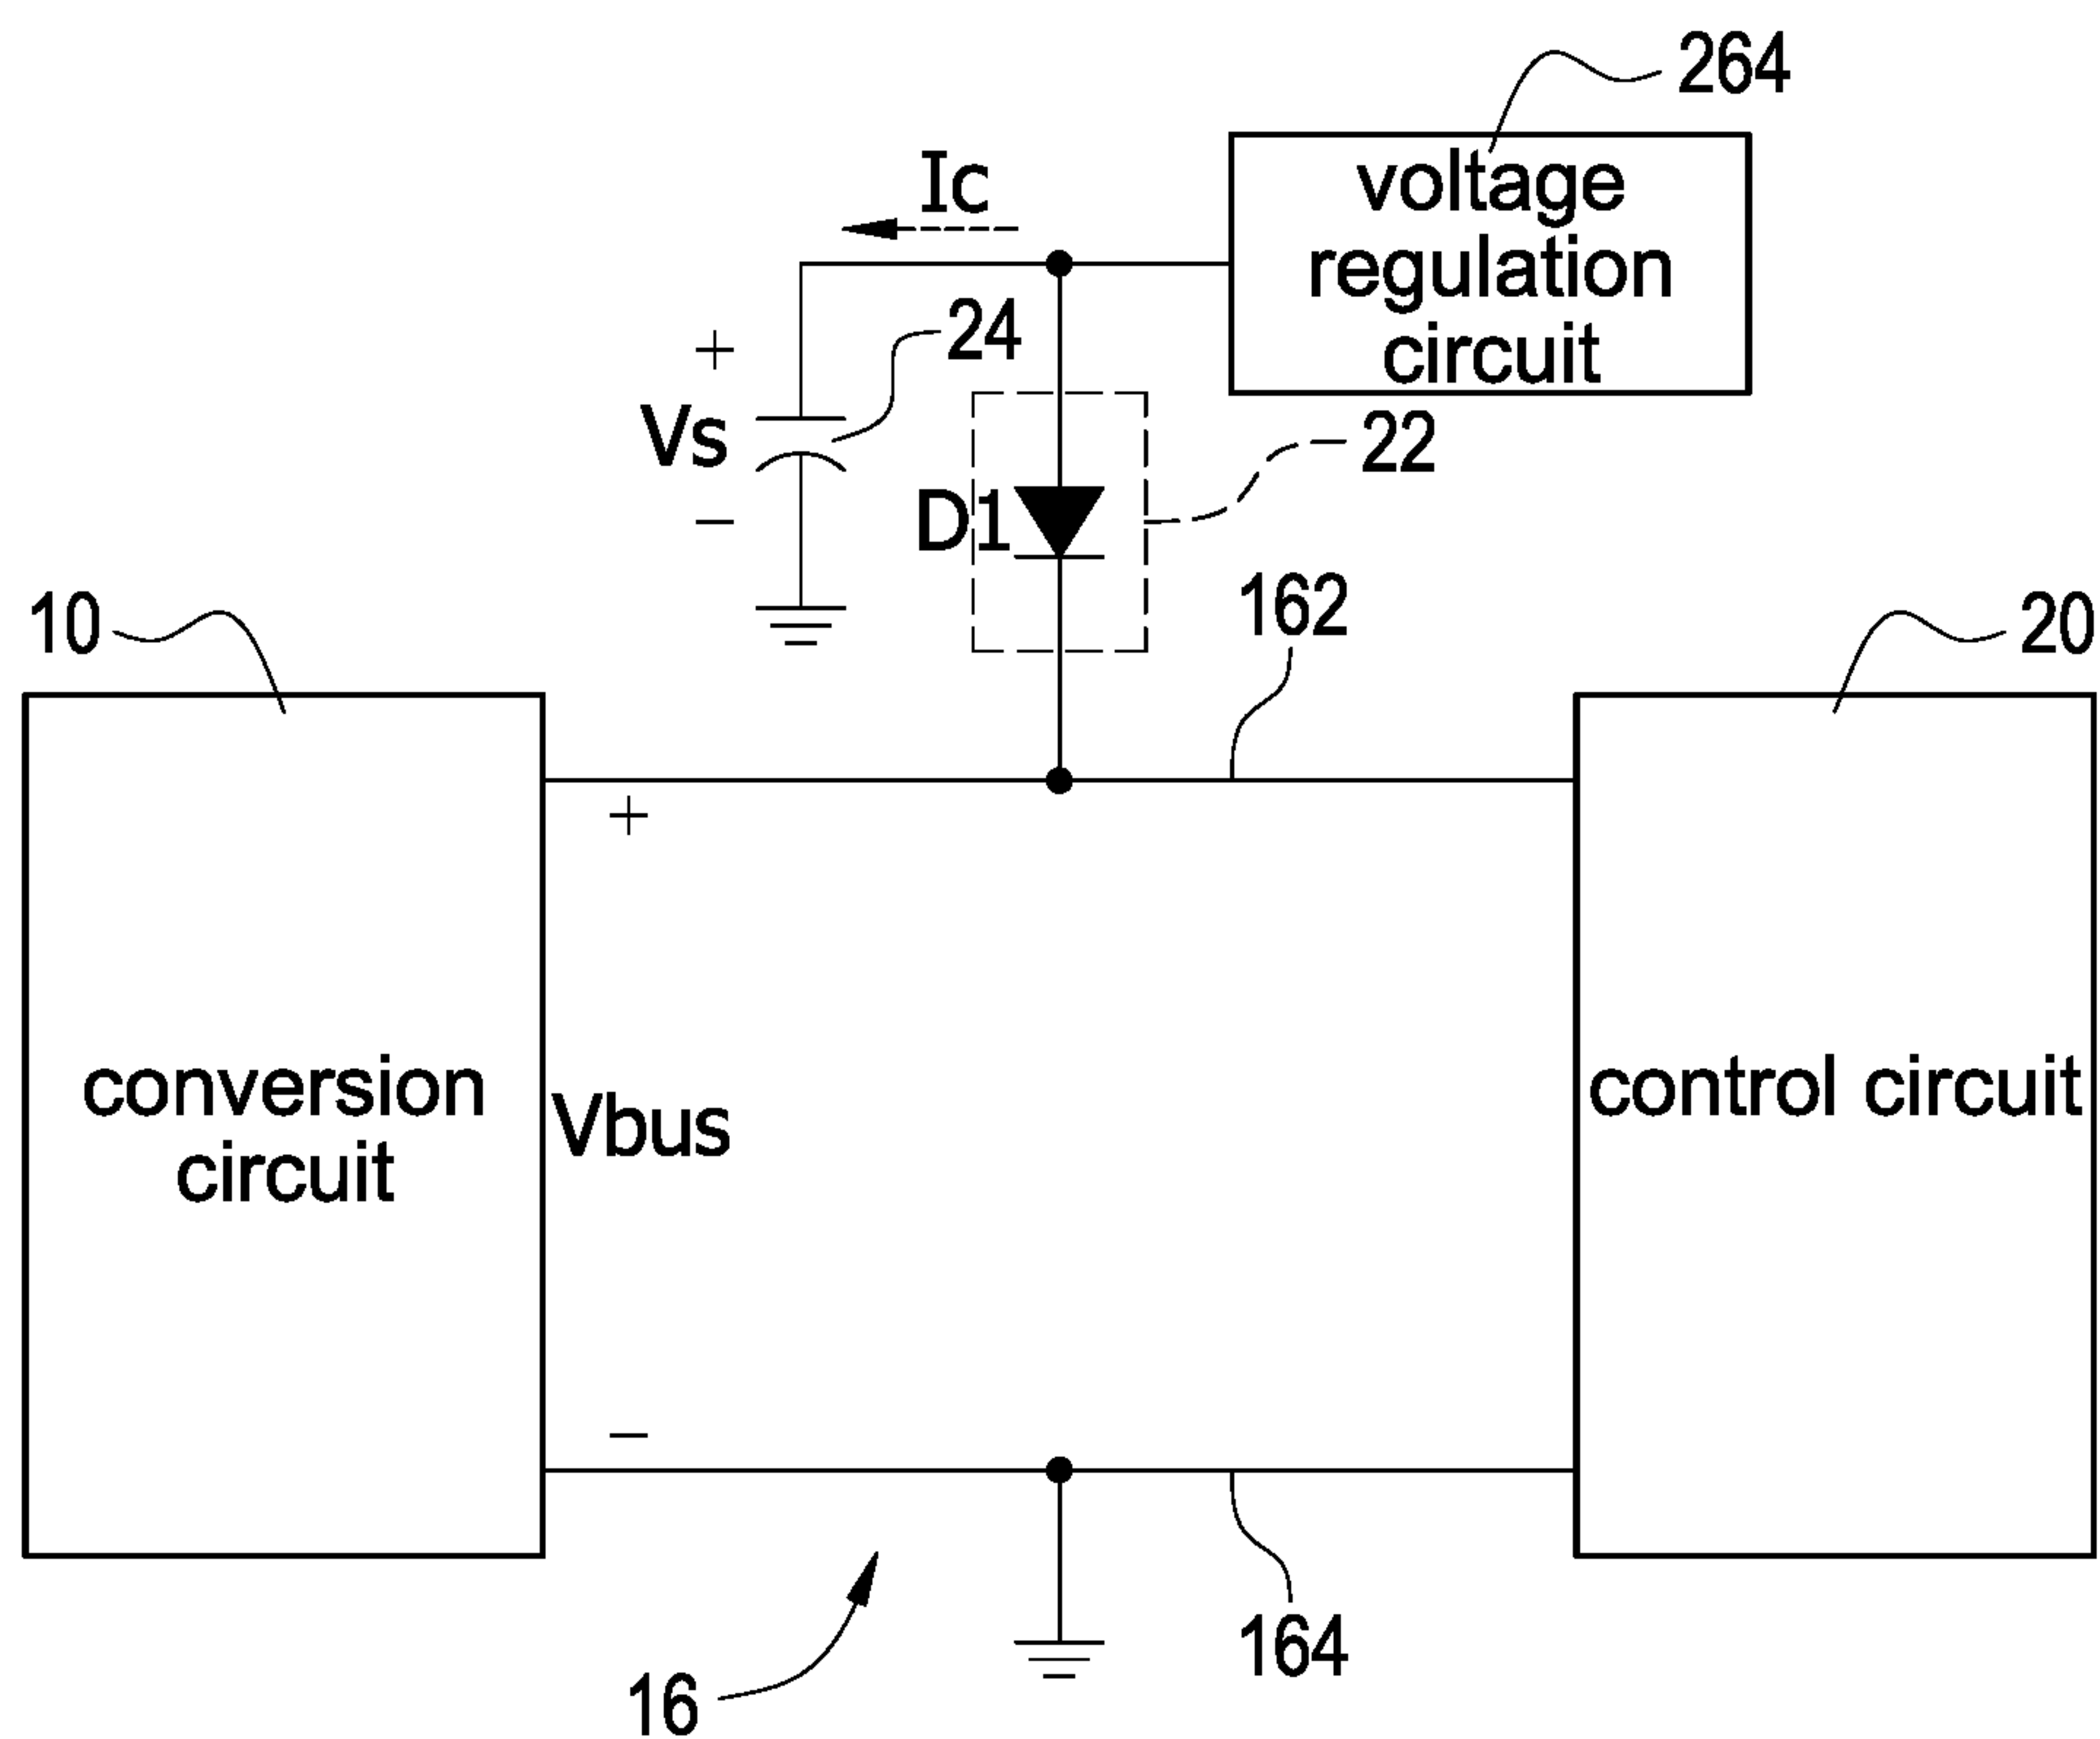 264
voltage
regulation
circuit
Ic
24
+
Vs
−
22
D1
162
10
20
+
conversion
circuit
Vbus
control circuit
−
164
16